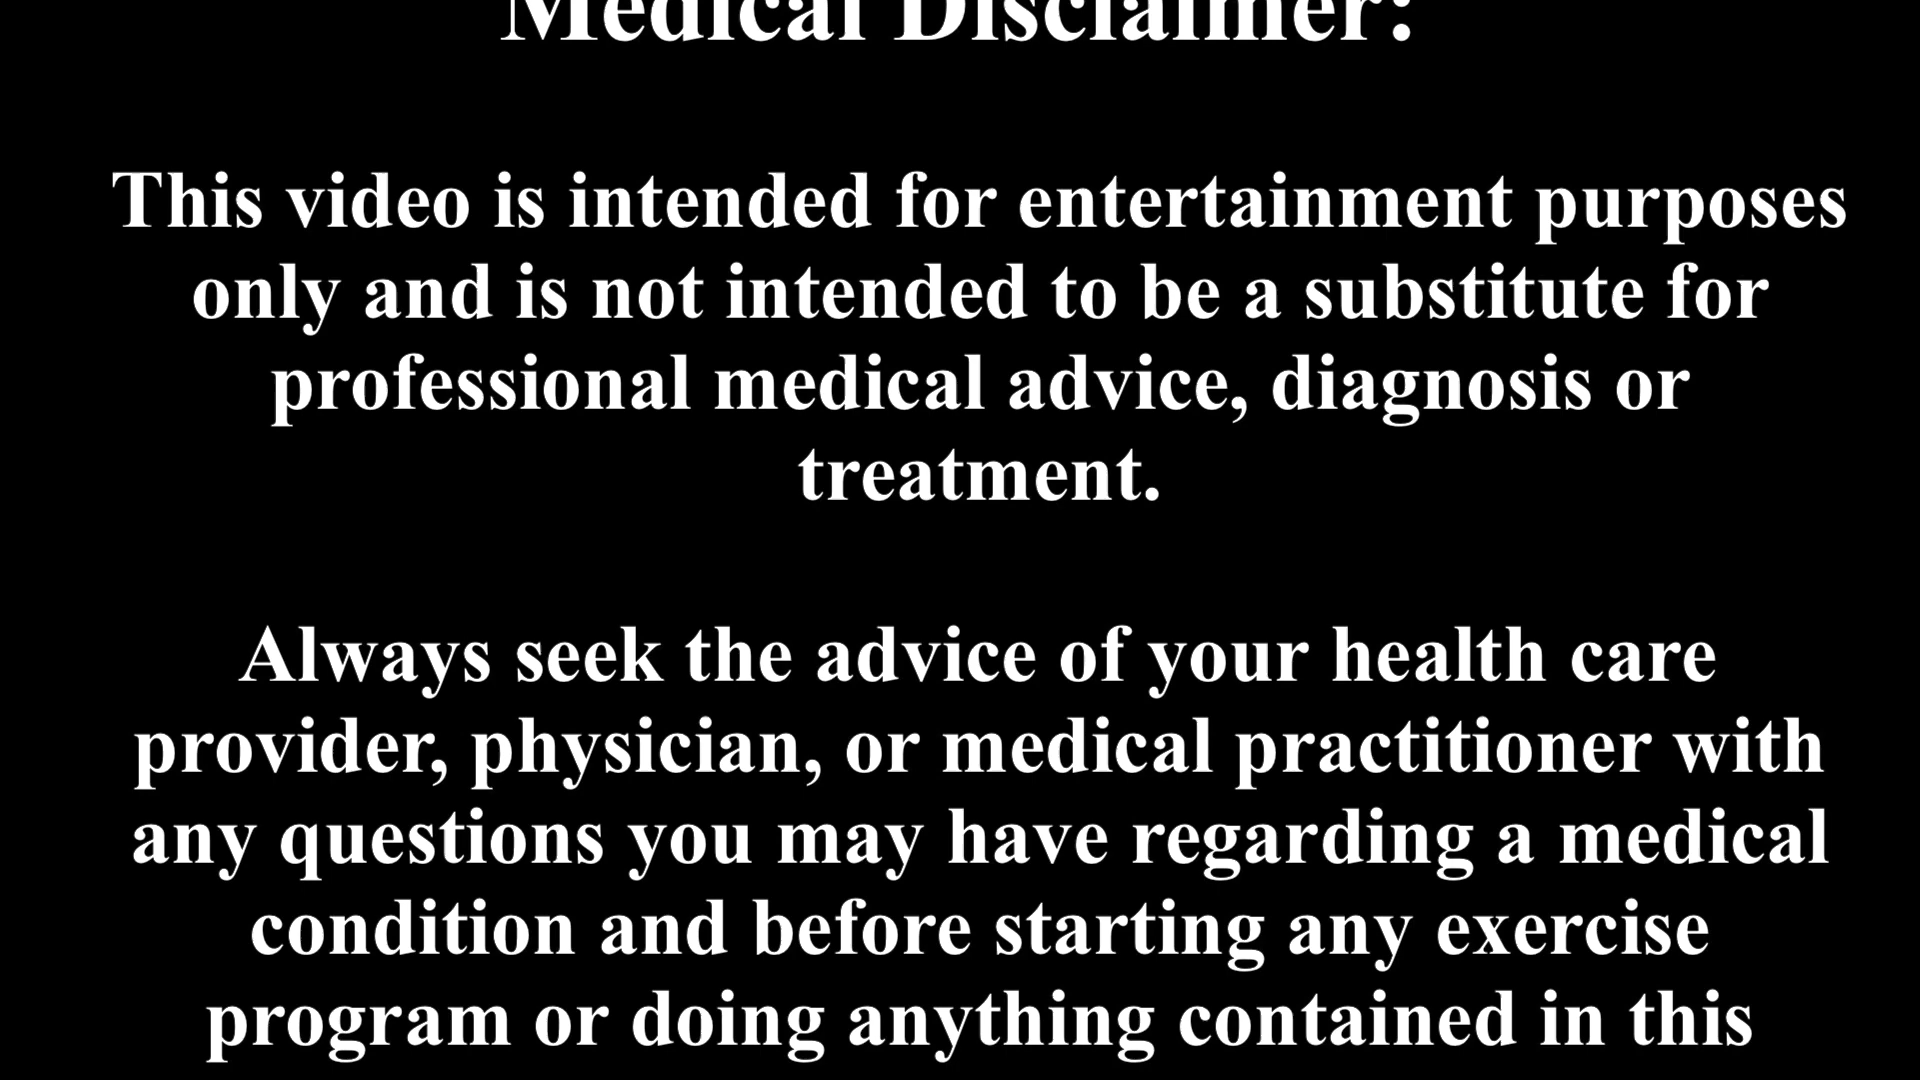 Medical Disclaimer:
This video is intended for entertainment purposes
only and is not intended to be a substitute for
professional medical advice, diagnosis or
treatment.
Always seek the advice of your health care
provider, physician, or medical practitioner with
any questions you may have regarding a medical
condition and before starting any exercise
program or doing anything contained in this